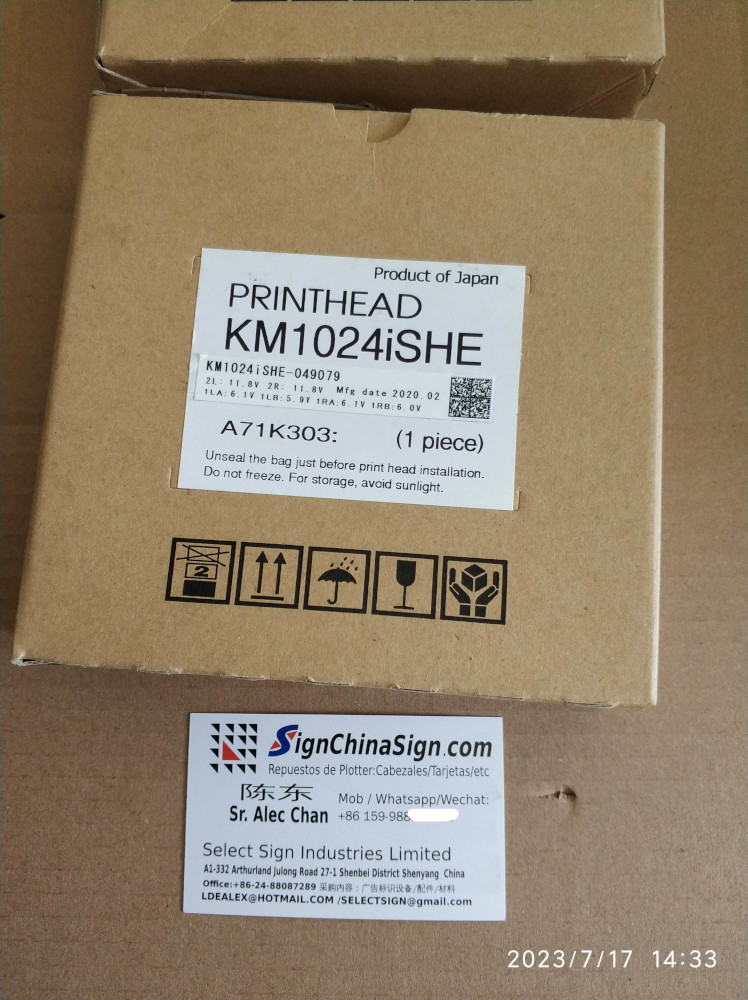 Product of Japan
PRINTHEAD
KM1024iSHE
KM1024iSHE-049079
2L: 11.8V 2R: 11.8V Mfg date 2020.02
1LA:6.1V 1LB:5.9V 1RA:6.1V 1RB:6.0V
A71K303: (1 piece)
Unseal the bag just before print head installation.
Do not freeze. For storage, avoid sunlight.
2
SignChinaSign.com
Repuestos de Plotter:Cabezales/Tarjetas/etc
陈东
Sr. Alec Chan
Mob / Whatsapp/Wechat:
+86 159-988
Select Sign Industries Limited
A1-332 Arthurland Julong Road 27-1 Shenbei District Shenyang China
Office:+86-24-88087289 采购内容：广告标识设备/配件/材料
LDEALEX@HOTMAIL.COM /SELECTSIGN@gmail.com
2023/7/17 14:33